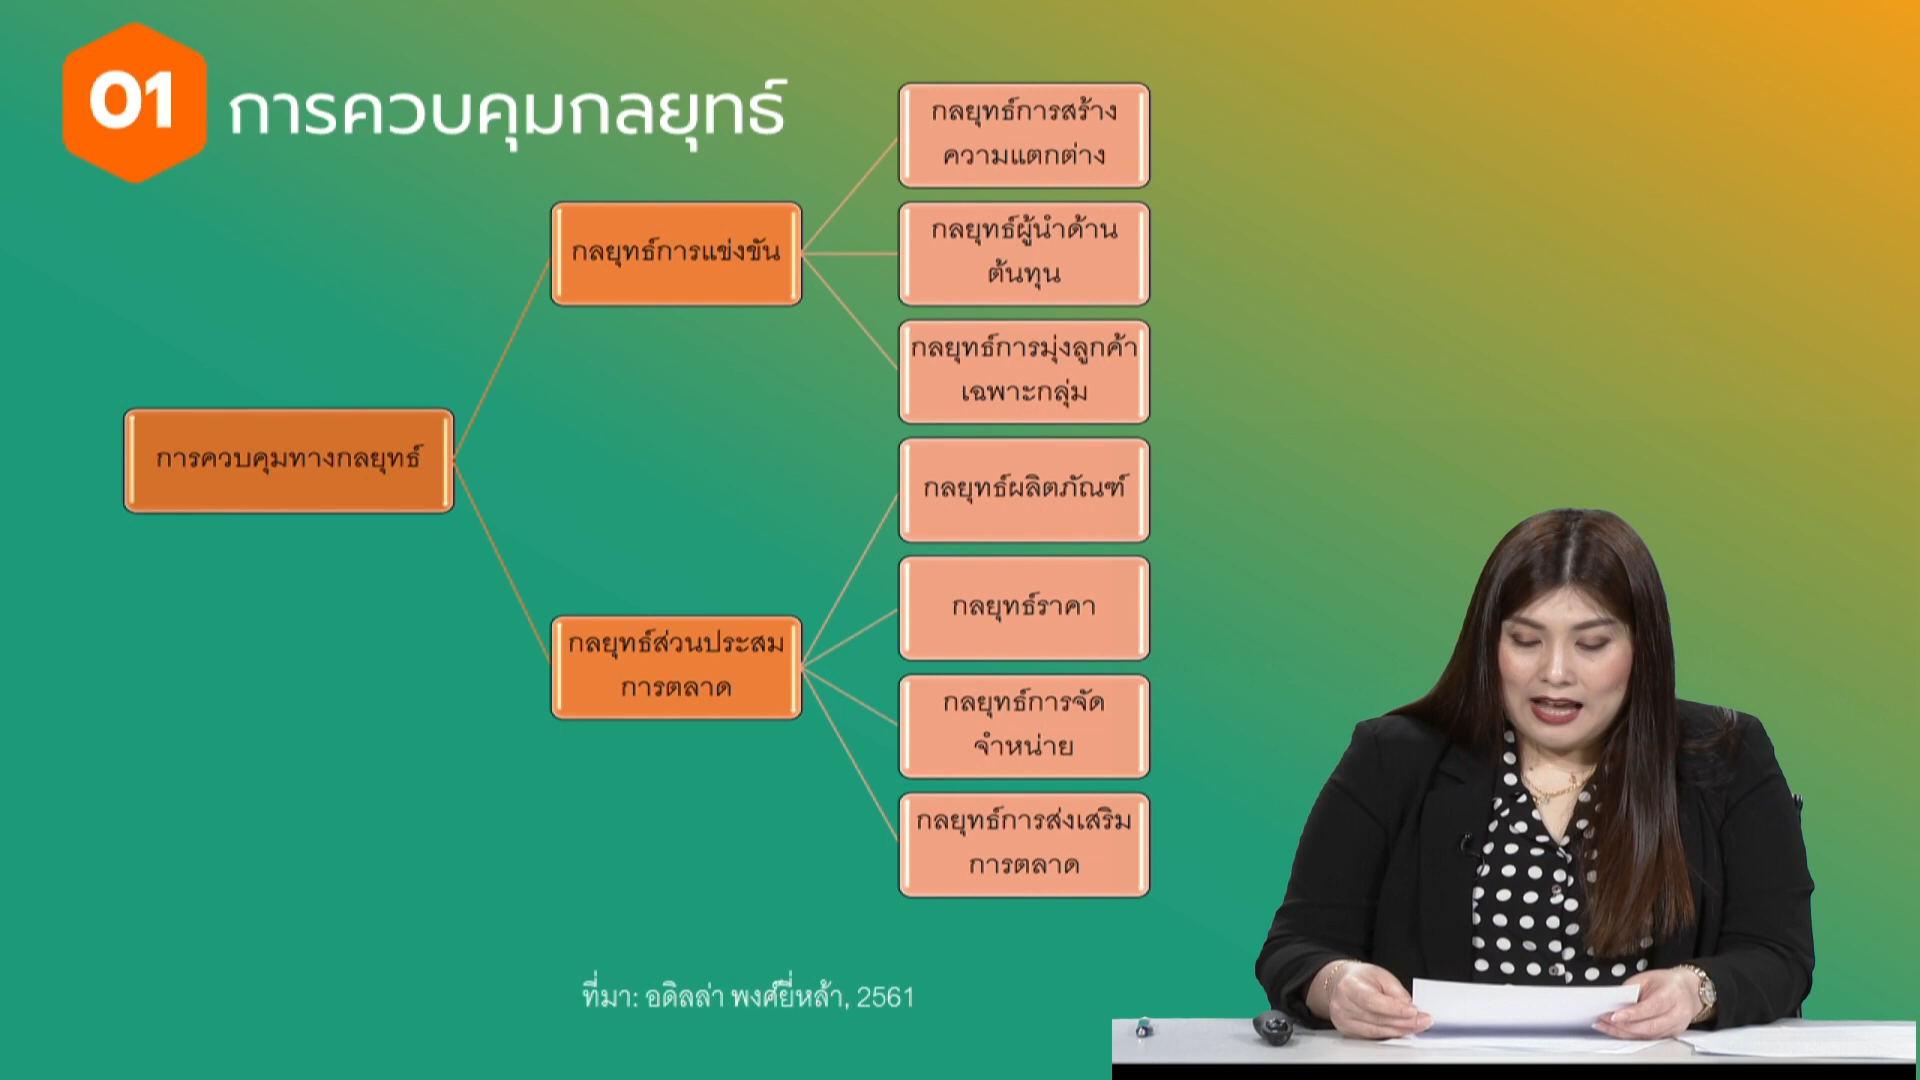 01
การควบคุมกลยุทธ์
การควบคุมทางกลยุทธ์
กลยุทธ์การแข่งขัน
กลยุทธ์การสร้าง
ความแตกต่าง
กลยุทธ์ผู้นำด้าน
ต้นทุน
กลยุทธ์การมุ่งลูกค้า
เฉพาะกลุ่ม
กลยุทธ์ส่วนประสม
การตลาด
กลยุทธ์ผลิตภัณฑ์
กลยุทธ์ราคา
กลยุทธ์การจัด
จำหน่าย
กลยุทธ์การส่งเสริม
การตลาด
ที่มา: อดิลล่า พงศ์ยี่หล้า, 2561